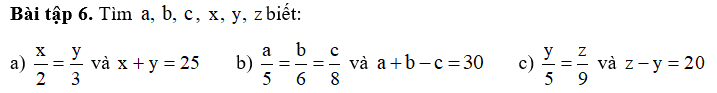 Bài tập 6. Tìm a, b, c, x, y, z biết:
a) x/2 = y/3 và x + y = 25 b) a/5 = b/6 = c/8 và a + b − c = 30 c) y/5 = z/9 và z − y = 20